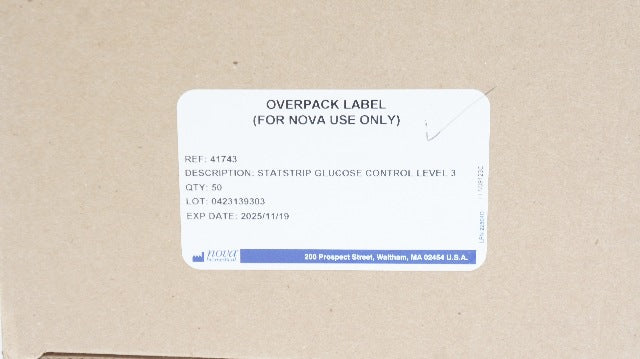 OVERPACK LABEL
(FOR NOVA USE ONLY)
REF: 41743
DESCRIPTION: STATSTRIP GLUCOSE CONTROL LEVEL 3
QTY: 50
LOT: 0423139303
EXP DATE: 2025/11/19
nova
biomedical
200 Prospect Street, Waltham, MA 02454 U.S.A.